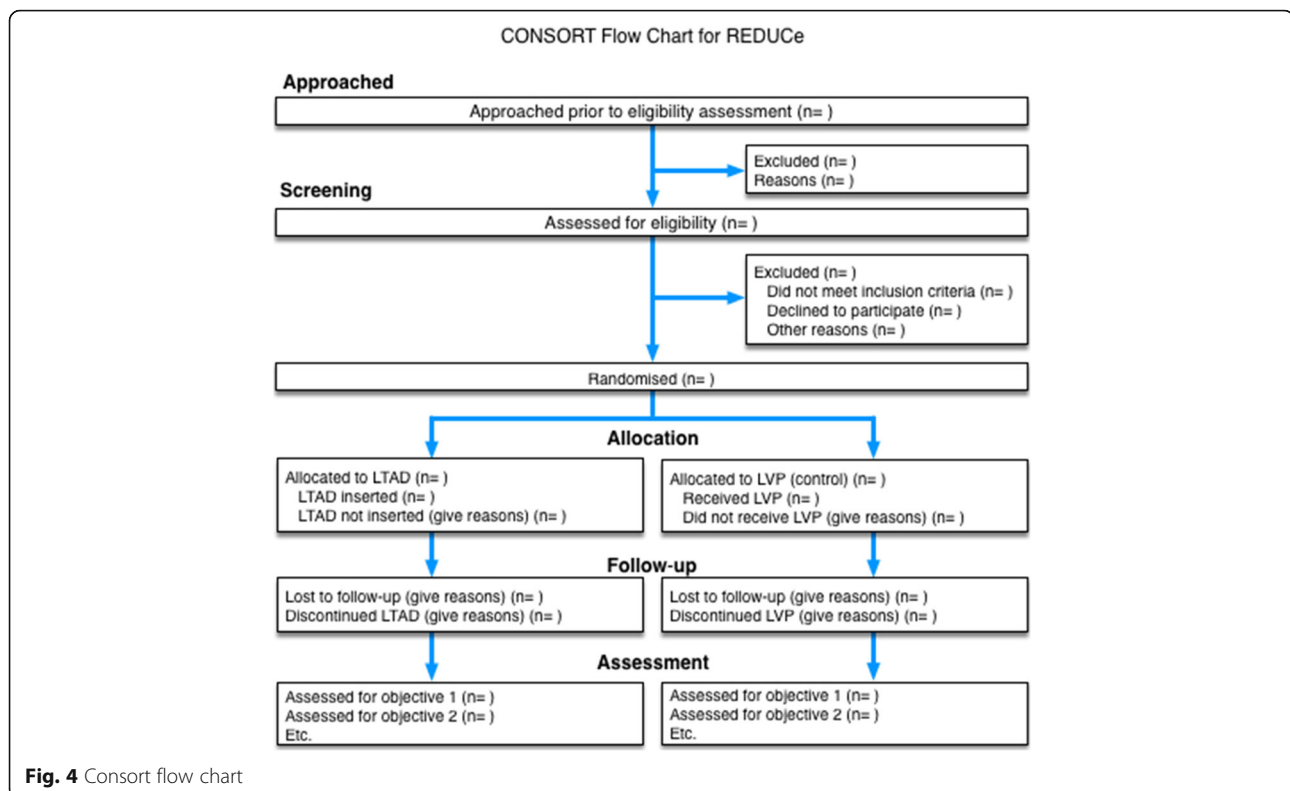 CONSORT Flow Chart for REDUCe
Approached
Approached prior to eligibility assessment (n= )
Excluded (n= )
Reasons (n= )
Screening
Assessed for eligibility (n= )
Excluded (n= )
Did not meet inclusion criteria (n= )
Declined to participate (n= )
Other reasons (n= )
Randomised (n= )
Allocation
Allocated to LTAD (n= )
LTAD inserted (n= )
LTAD not inserted (give reasons) (n= )
Allocated to LVP (control) (n= )
Received LVP (n= )
Did not receive LVP (give reasons) (n= )
Follow-up
Lost to follow-up (give reasons) (n= )
Discontinued LTAD (give reasons) (n= )
Lost to follow-up (give reasons) (n= )
Discontinued LVP (give reasons) (n= )
Assessment
Assessed for objective 1 (n= )
Assessed for objective 2 (n= )
Etc.
Assessed for objective 1 (n= )
Assessed for objective 2 (n= )
Etc.
Fig. 4 Consort flow chart